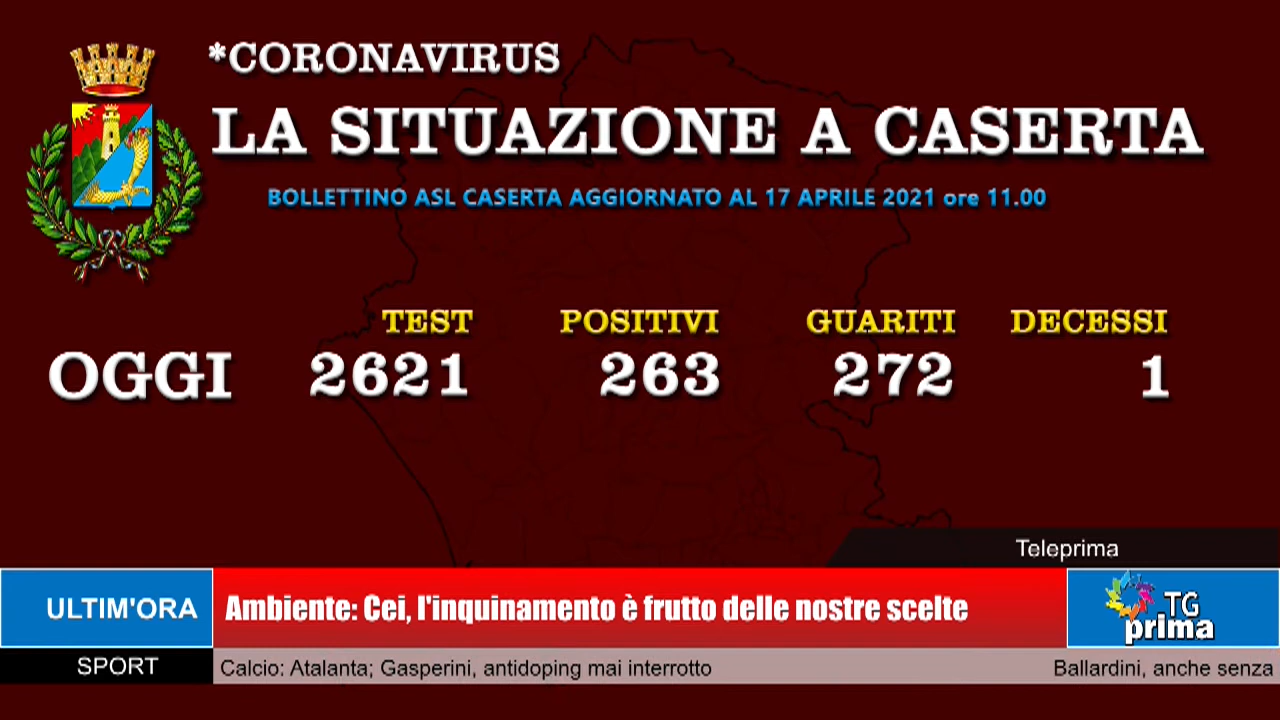 *CORONAVIRUS
LA SITUAZIONE A CASERTA
BOLLETTINO ASL CASERTA AGGIORNATO AL 17 APRILE 2021 ore 11.00
TEST POSITIVI GUARITI DECESSI
OGGI 2621 263 272 1
Teleprima
ULTIM'ORA Ambiente: Cei, l'inquinamento è frutto delle nostre scelte
TG
prima
SPORT Calcio: Atalanta; Gasperini, antidoping mai interrotto Ballardini, anche senza